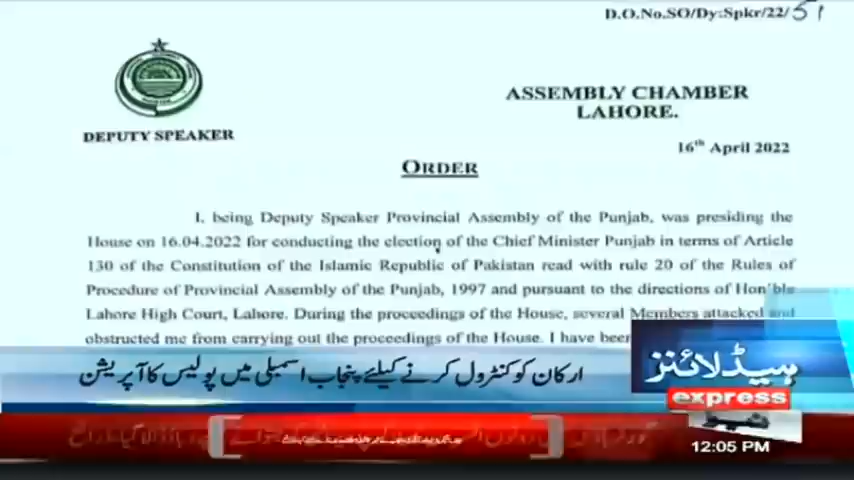 D.O.No.SO/Dy:Spkr/22/51
ASSEMBLY CHAMBER
LAHORE.
DEPUTY SPEAKER
16th April 2022
ORDER
I, being Deputy Speaker Provincial Assembly of the Punjab, was presiding the
House on 16.04.2022 for conducting the election of the Chief Minister Punjab in terms of Article
130 of the Constitution of the Islamic Republic of Pakistan read with rule 20 of the Rules of
Procedure of Provincial Assembly of the Punjab, 1997 and pursuant to the directions of Hon'ble
Lahore High Court, Lahore. During the proceedings of the House, several Members attacked and
obstructed me from carrying out the proceedings of the House. I have been
ہیڈلائنز
ارکان کو کنٹرول کرنے کیلئے پنجاب اسمبلی میں پولیس کا آپریشن
express
نیوز
12:05 PM